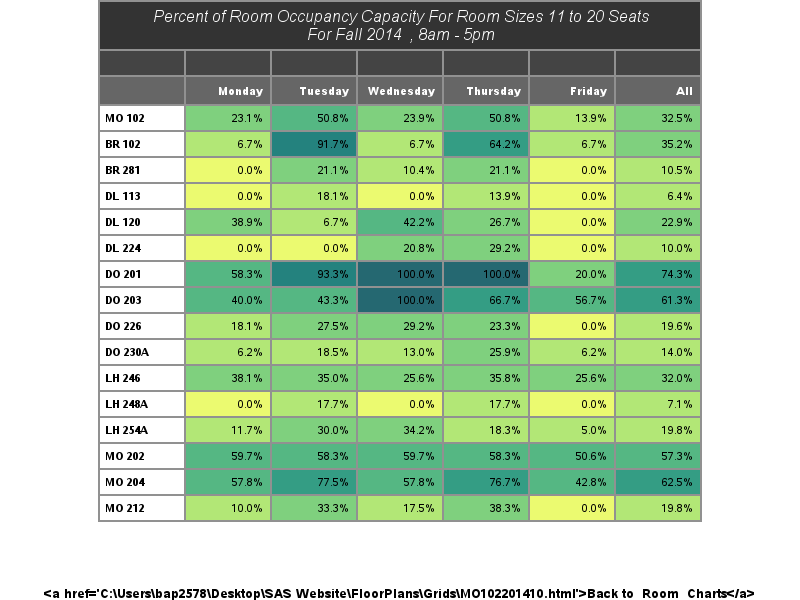 Percent of Room Occupancy Capacity For Room Sizes 11 to 20 Seats
For Fall 2014 , 8am - 5pm
Monday Tuesday Wednesday Thursday Friday All
MO 102 23.1% 50.8% 23.9% 50.8% 13.9% 32.5%
BR 102 6.7% 91.7% 6.7% 64.2% 6.7% 35.2%
BR 281 0.0% 21.1% 10.4% 21.1% 0.0% 10.5%
DL 113 0.0% 18.1% 0.0% 13.9% 0.0% 6.4%
DL 120 38.9% 6.7% 42.2% 26.7% 0.0% 22.9%
DL 224 0.0% 0.0% 20.8% 29.2% 0.0% 10.0%
DO 201 58.3% 93.3% 100.0% 100.0% 20.0% 74.3%
DO 203 40.0% 43.3% 100.0% 66.7% 56.7% 61.3%
DO 226 18.1% 27.5% 29.2% 23.3% 0.0% 19.6%
DO 230A 6.2% 18.5% 13.0% 25.9% 6.2% 14.0%
LH 246 38.1% 35.0% 25.6% 35.8% 25.6% 32.0%
LH 248A 0.0% 17.7% 0.0% 17.7% 0.0% 7.1%
LH 254A 11.7% 30.0% 34.2% 18.3% 5.0% 19.8%
MO 202 59.7% 58.3% 59.7% 58.3% 50.6% 57.3%
MO 204 57.8% 77.5% 57.8% 76.7% 42.8% 62.5%
MO 212 10.0% 33.3% 17.5% 38.3% 0.0% 19.8%
<a href='C:\Users\bap2578\Desktop\SAS Website\FloorPlans\Grids\MO102201410.html'>Back to Room Charts</a>